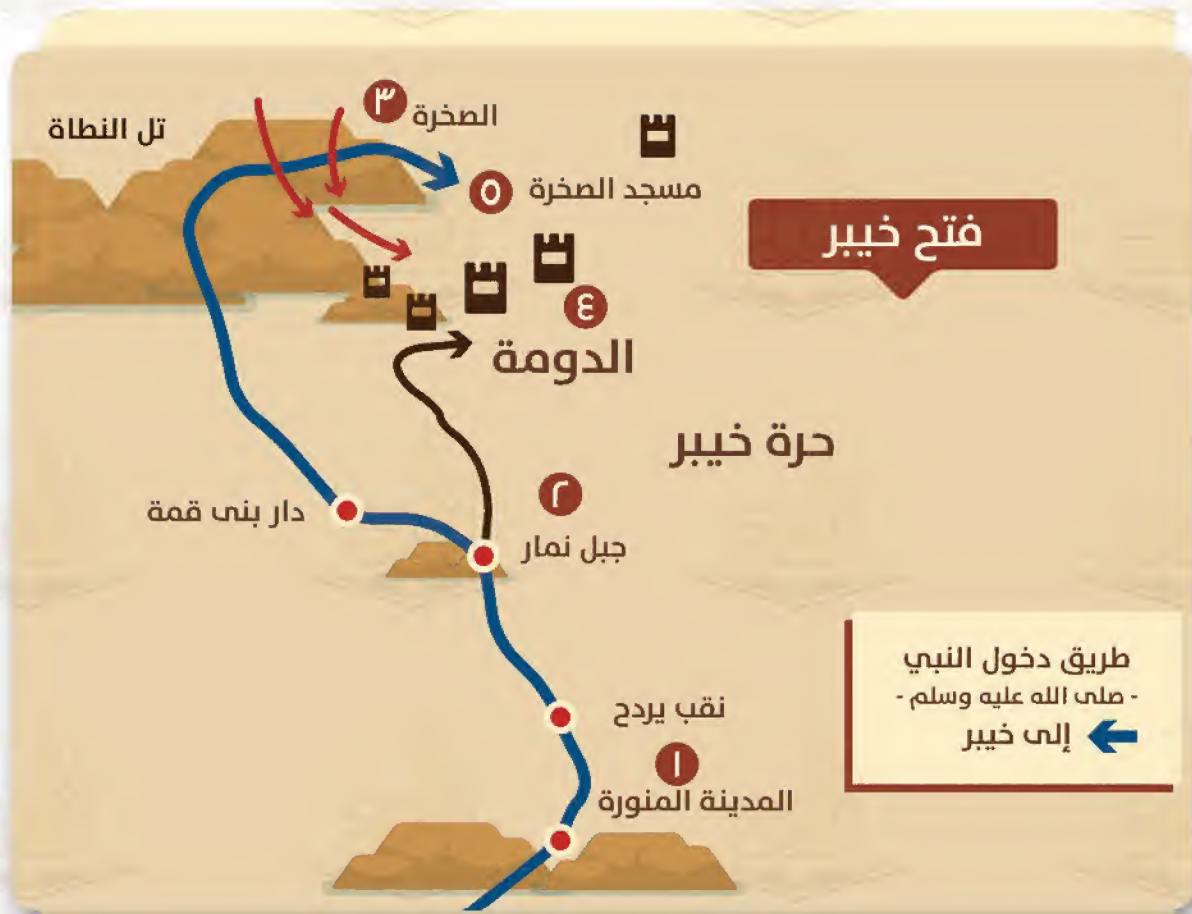 فتح خيبر
٣
الصخرة
تل النطاة
٥
مسجد الصخرة
٤
الدومة
حرة خيبر
٢
جبل نمار
دار بنى قمة
نقب يردح
١
المدينة المنورة
طريق دخول النبي
- صلى الله عليه وسلم -
إلى خيبر